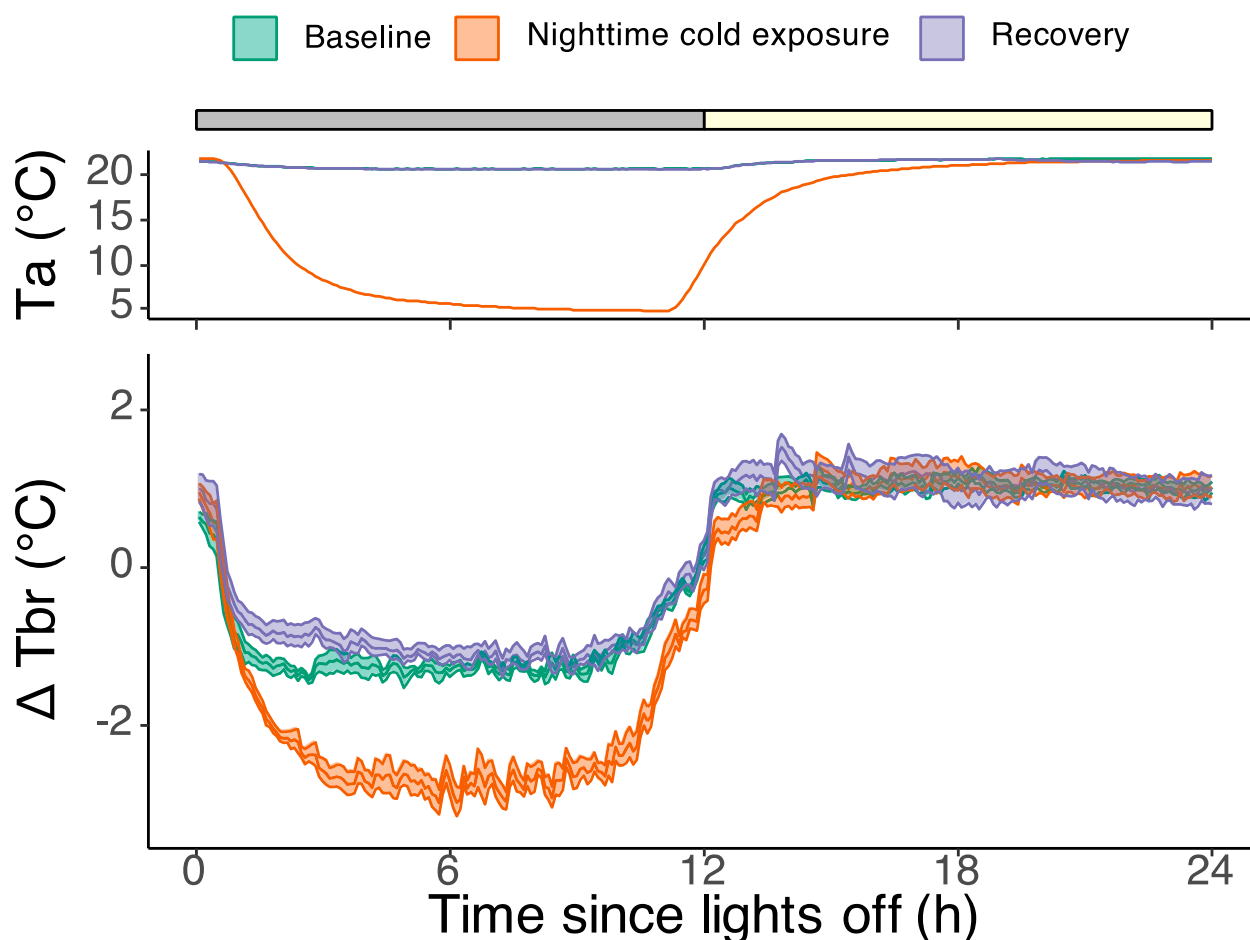 Baseline Nighttime cold exposure Recovery
Ta (°C)
20
15
10
5
Δ Tbr (°C)
2
0
-2
0 6 12 18 24
Time since lights off (h)